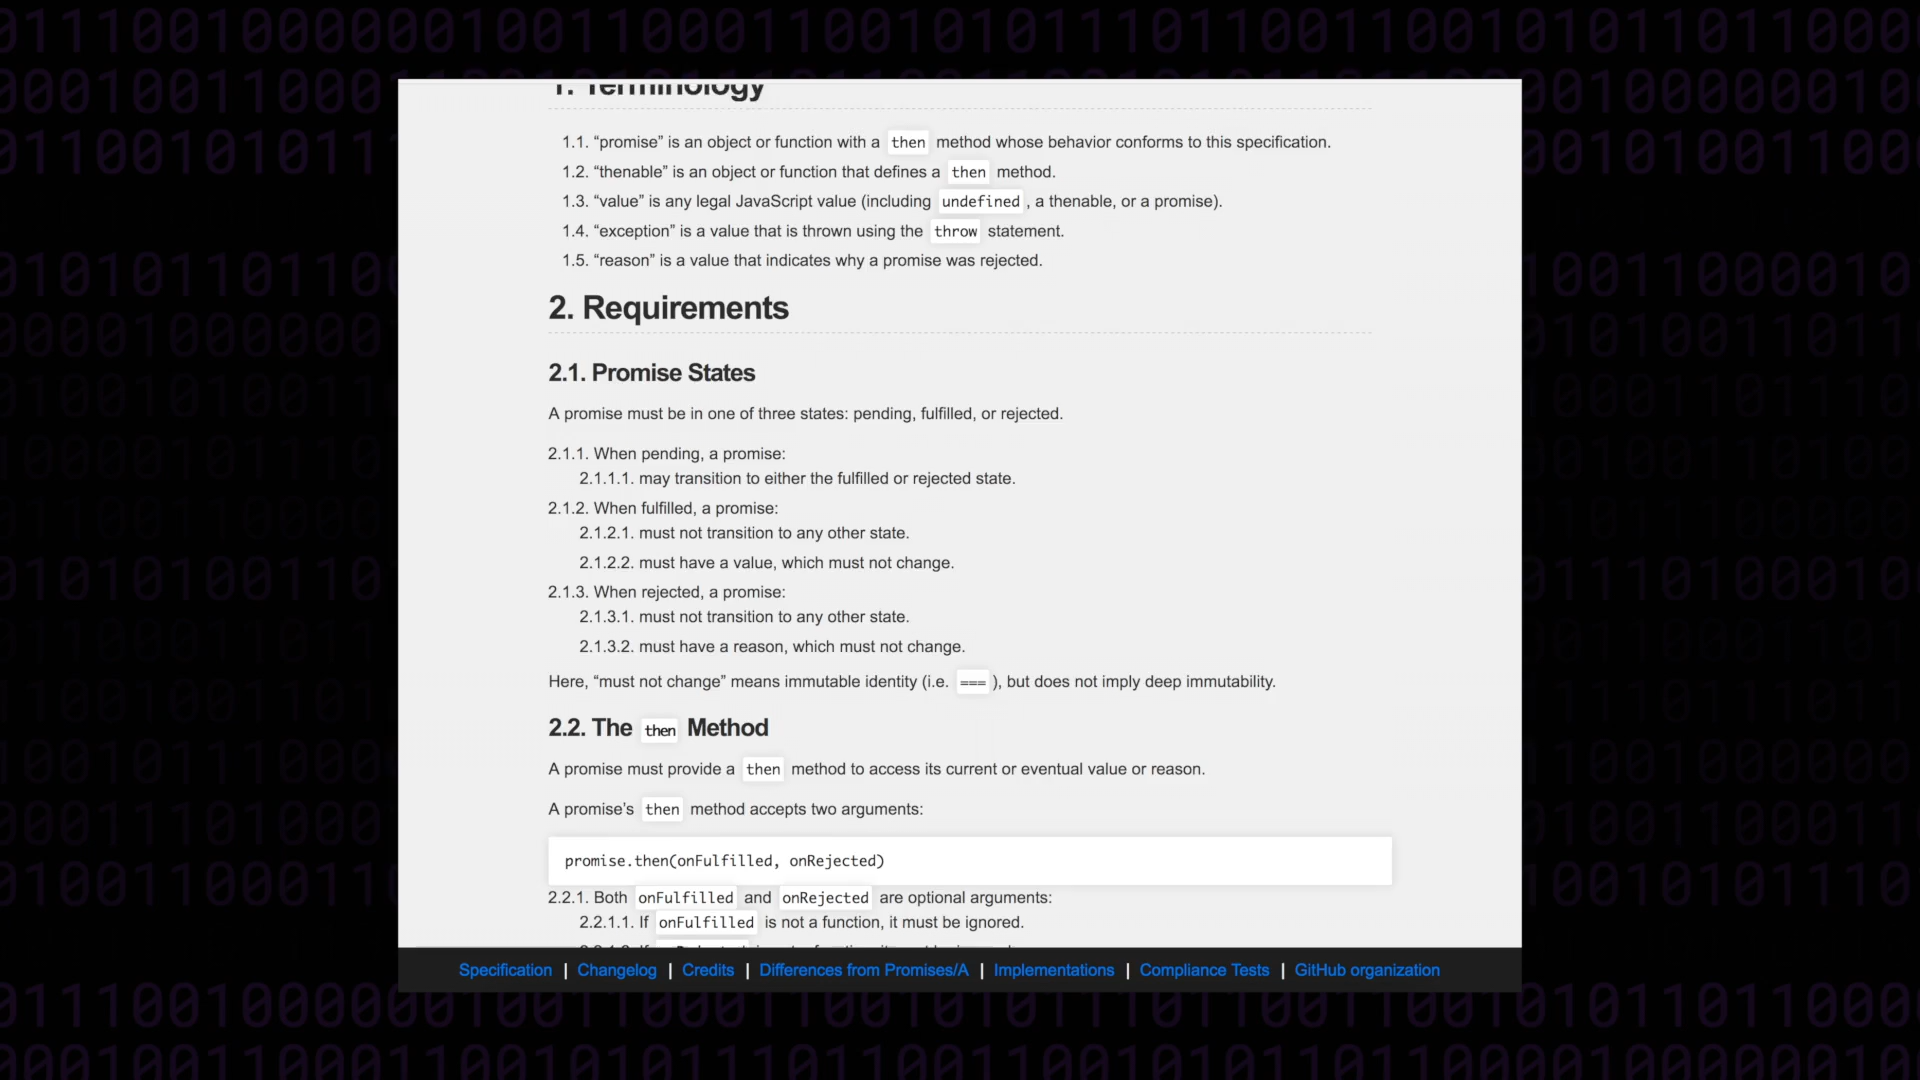 1. Terminology
1.1. “promise” is an object or function with a then method whose behavior conforms to this specification.
1.2. “thenable” is an object or function that defines a then method.
1.3. “value” is any legal JavaScript value (including undefined, a thenable, or a promise).
1.4. “exception” is a value that is thrown using the throw statement.
1.5. “reason” is a value that indicates why a promise was rejected.
2. Requirements
2.1. Promise States
A promise must be in one of three states: pending, fulfilled, or rejected.
2.1.1. When pending, a promise:
2.1.1.1. may transition to either the fulfilled or rejected state.
2.1.2. When fulfilled, a promise:
2.1.2.1. must not transition to any other state.
2.1.2.2. must have a value, which must not change.
2.1.3. When rejected, a promise:
2.1.3.1. must not transition to any other state.
2.1.3.2. must have a reason, which must not change.
Here, “must not change” means immutable identity (i.e. ===), but does not imply deep immutability.
2.2. The then Method
A promise must provide a then method to access its current or eventual value or reason.
A promise’s then method accepts two arguments:
promise.then(onFulfilled, onRejected)
2.2.1. Both onFulfilled and onRejected are optional arguments:
2.2.1.1. If onFulfilled is not a function, it must be ignored.
Specification | Changelog | Credits | Differences from Promises/A | Implementations | Compliance Tests | GitHub organization